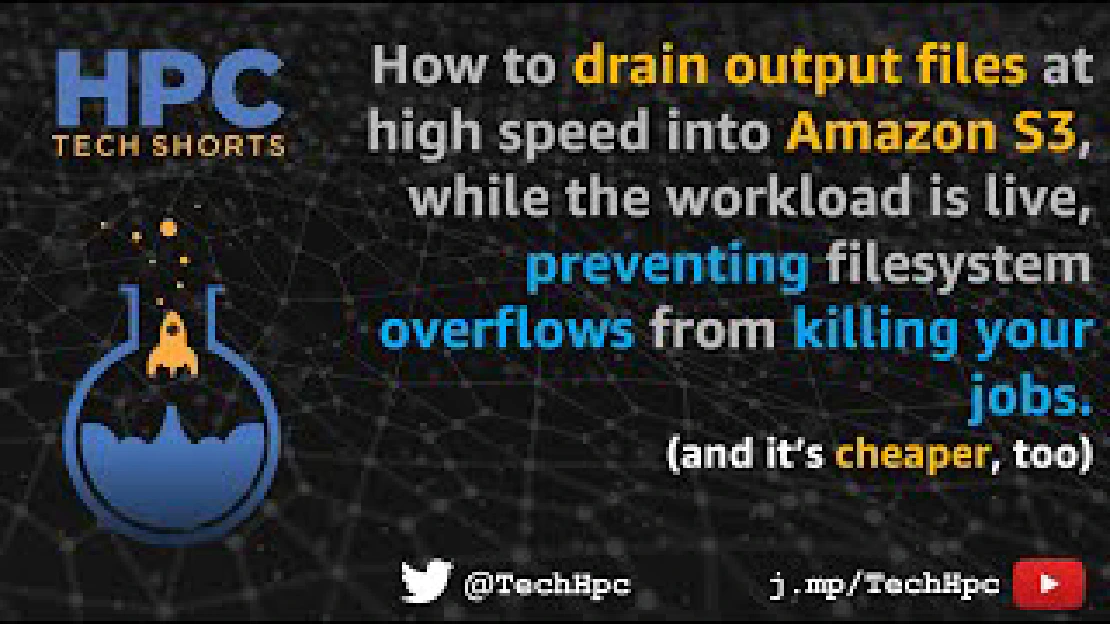 HPC
TECH SHORTS
How to drain output files at
high speed into Amazon S3,
while the workload is live,
preventing filesystem
overflows from killing your
jobs.
(and it's cheaper, too)
@TechHpc
j.mp/TechHpc